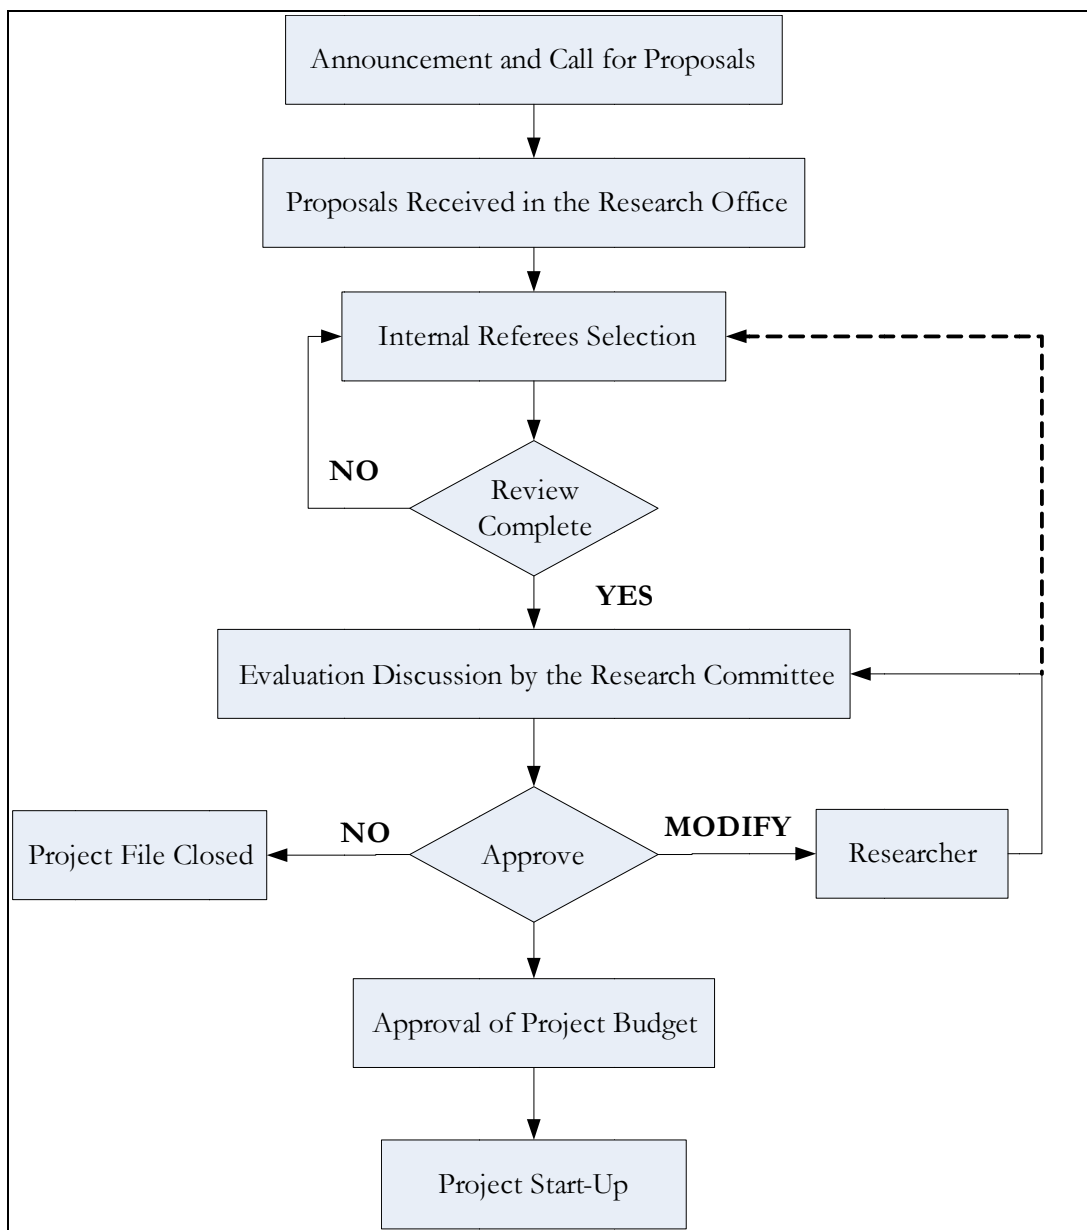 Announcement and Call for Proposals
Proposals Received in the Research Office
Internal Referees Selection
NO
Review
Complete
YES
Evaluation Discussion by the Research Committee
Project File Closed
NO
Approve
MODIFY
Researcher
Approval of Project Budget
Project Start-Up